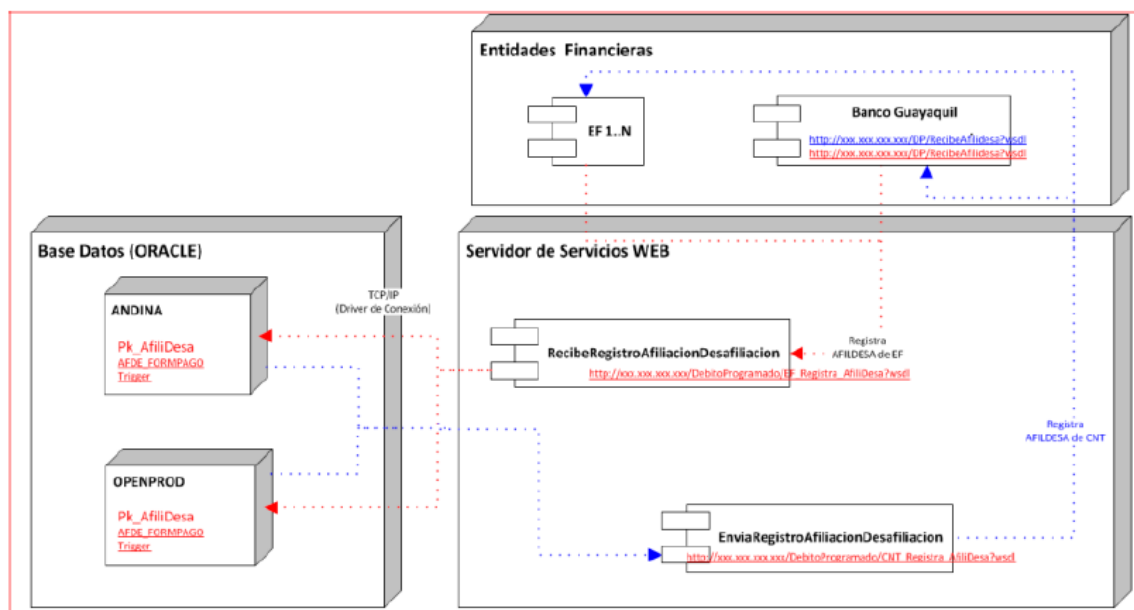 Entidades Financieras
EF 1..N
Banco Guayaquil
http://xxx.xxx.xxx.xxx/DP/RecibeAfilidesa?wsdl
http://xxx.xxx.xxx.xxx/DP/RecibeAfilidesa?wsdl
Base Datos (ORACLE)
ANDINA
Pk_AfiliDesa
AFDE_FORMPAGO
Trigger
OPENPROD
Pk_AfiliDesa
AFDE_FORMPAGO
Trigger
TCP/IP
(Driver de Conexión)
Servidor de Servicios WEB
RecibeRegistroAfiliacionDesafiliacion
http://xxx.xxx.xxx.xxx/DebitoProgramado/EF_Registra_AfiliDesa?wsdl
Registra
AFILDESA de EF
Registra
AFILDESA de CNT
EnviaRegistroAfiliacionDesafiliacion
http://xxx.xxx.xxx.xxx/DebitoProgramado/CNT_Registra_AfiliDesa?wsdl